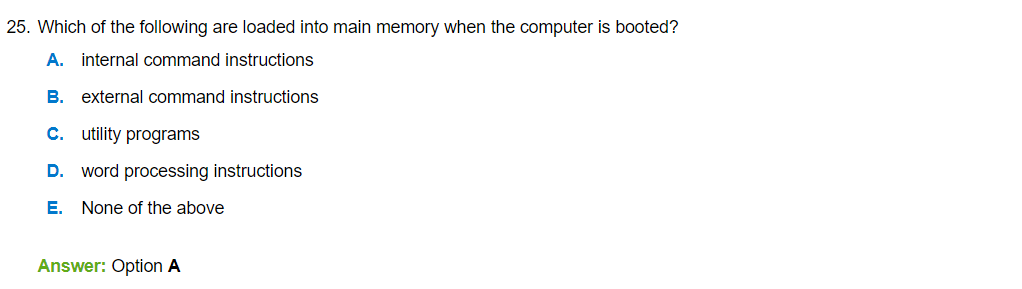 25. Which of the following are loaded into main memory when the computer is booted?
A. internal command instructions
B. external command instructions
C. utility programs
D. word processing instructions
E. None of the above
Answer: Option A